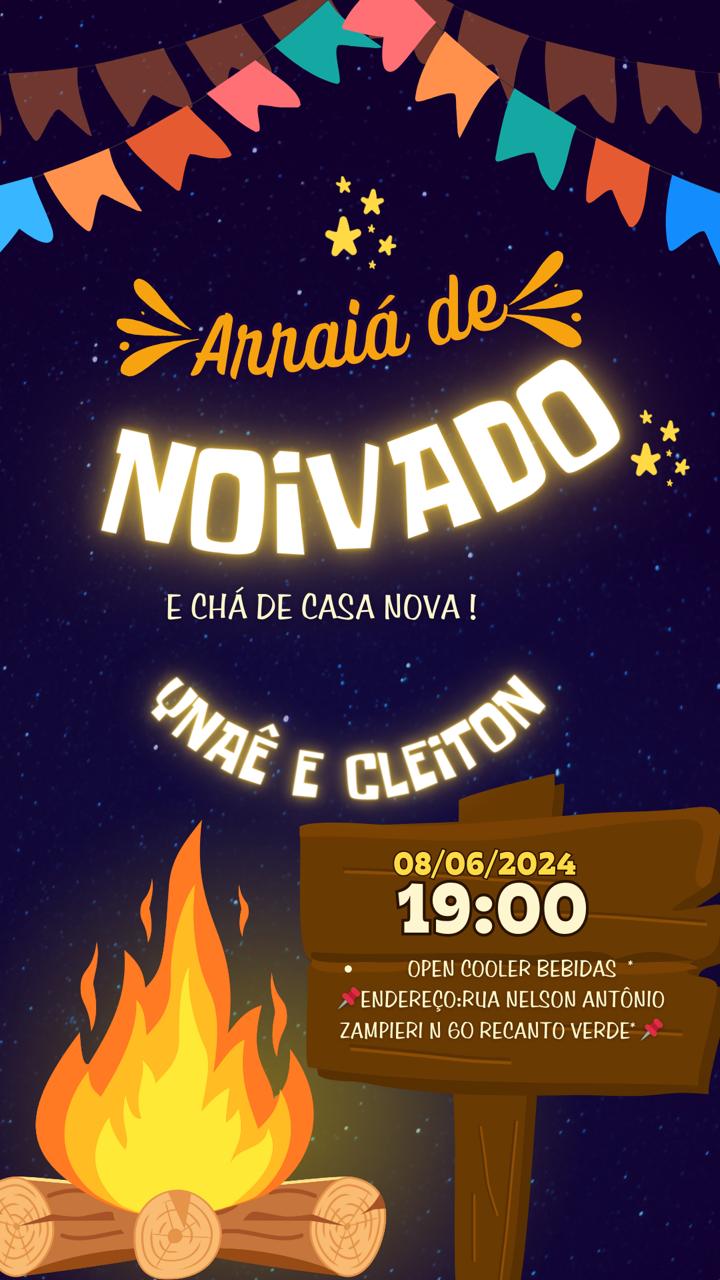 Arraiá de
NOIVADO
E CHÁ DE CASA NOVA !
YNAÊ E CLEITON
08/06/2024
19:00
• OPEN COOLER BEBIDAS *
📌ENDEREÇO:RUA NELSON ANTÔNIO
ZAMPIERI N 60 RECANTO VERDE* 📌